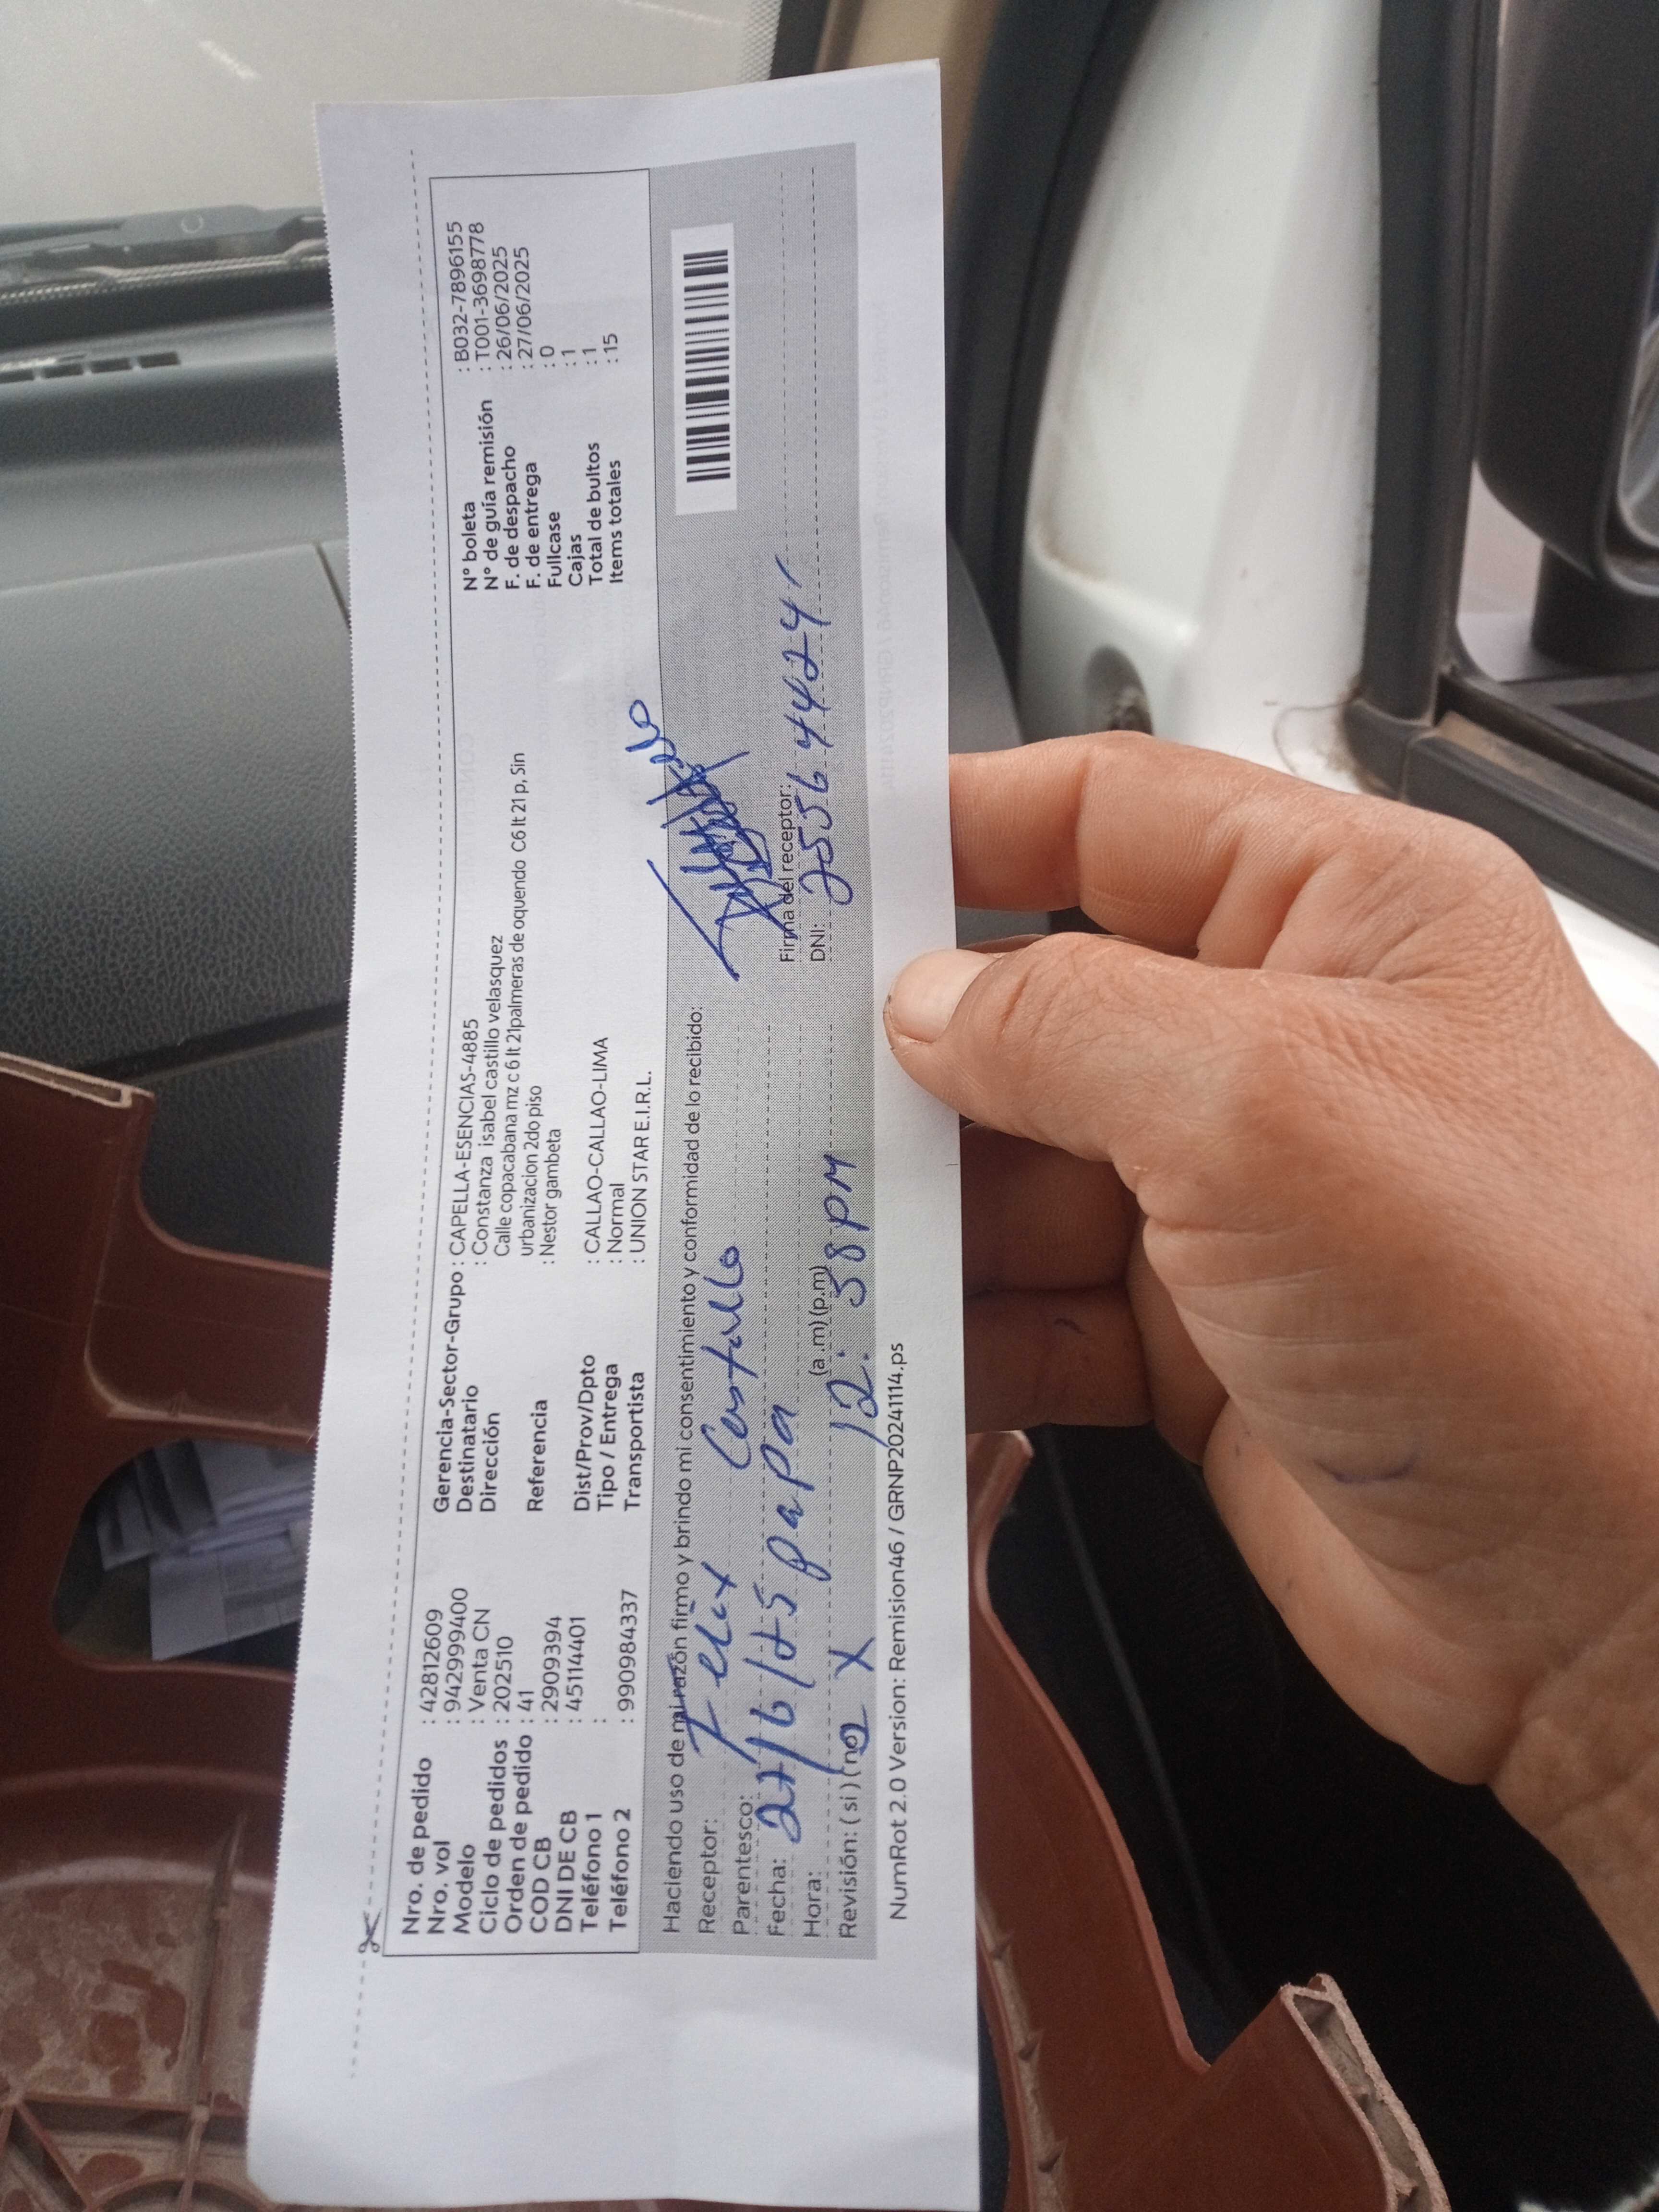 Nro. de pedido : 42812609
Nro. vol : 942999400
Modelo : Venta CN
Ciclo de pedidos : 202510
Orden de pedido : 41
COD CB : 2909394
DNI DE CB : 45114401
Teléfono 1 :
Teléfono 2 : 990984337
Gerencia-Sector-Grupo : CAPELLA-ESENCIAS-4885
Destinatario : Constanza isabel castillo velasquez
Dirección Calle copacabana mz c 6 lt 21palmeras de oquendo C6 lt 21 p, Sin
urbanizacion 2do piso
Referencia : Nestor gambeta
Dist/Prov/Dpto : CALLAO-CALLAO-LIMA
Tipo / Entrega : Normal
Transportista : UNION STAR E.I.R.L.
N° boleta : B032-7896155
N° de guía remisión : T001-3698778
F. de despacho : 26/06/2025
F. de entrega : 27/06/2025
Fullcase : 0
Cajas : 1
Total de bultos : 1
Items totales : 15
Haciendo uso de mi razón firmo y brindo mi consentimiento y conformidad de lo recibido:
Receptor: Felix Castillo
Parentesco: papa
Fecha: 27/6/25
Hora: (a.m) (p.m) 12:38 pm
Revisión: ( si ) ( no ) X
Firma del receptor:
DNI: 25564424
NumRot 2.0 Version: Remision46 / GRNP20241114.ps